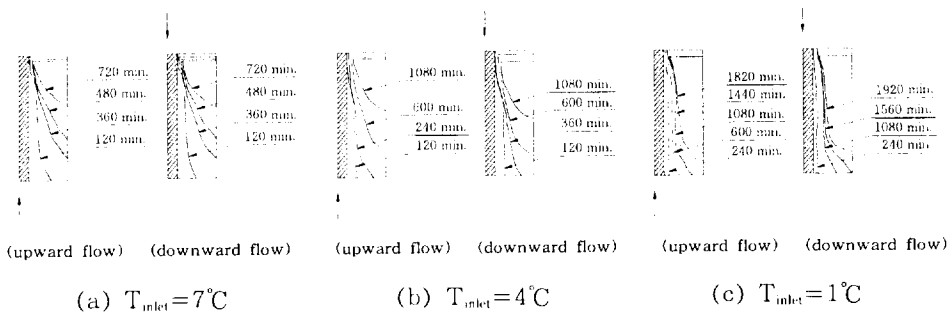 720 min.
480 min.
360 min.
120 min.
(upward flow)
720 min.
480 min.
360 min.
120 min.
(downward flow)
(a) Tinlet=7℃
1080 min.
600 min.
240 min.
120 min.
(upward flow)
1080 min.
600 min.
360 min.
120 min.
(downward flow)
(b) Tinlet=4℃
1820 min.
1440 min.
1080 min.
600 min.
240 min.
(upward flow)
1920 min.
1560 min.
1080 min.
240 min.
(downward flow)
(c) Tinlet=1℃